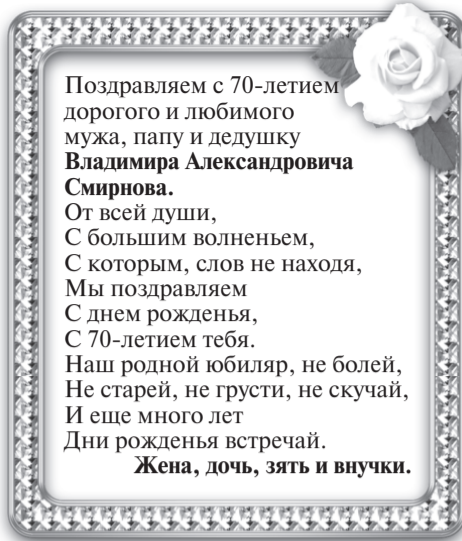 Поздравляем с 70-летием
дорогого и любимого
мужа, папу и дедушку
Владимира Александровича
Смирнова.
От всей души,
С большим волненьем,
С которым, слов не находя,
Мы поздравляем
С днем рожденья,
С 70-летием тебя.
Наш родной юбиляр, не болей,
Не старей, не грусти, не скучай,
И еще много лет
Дни рожденья встречай.
Жена, дочь, зять и внучки.